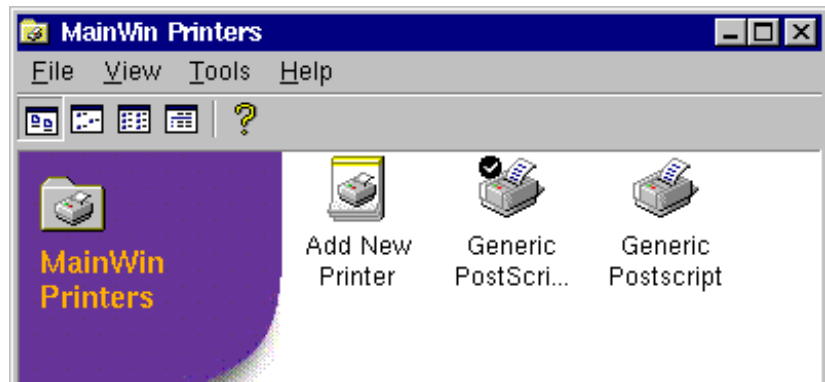 MainWin Printers
File View Tools Help
?
MainWin
Printers
Add New
Printer
Generic
PostScri...
Generic
Postscript